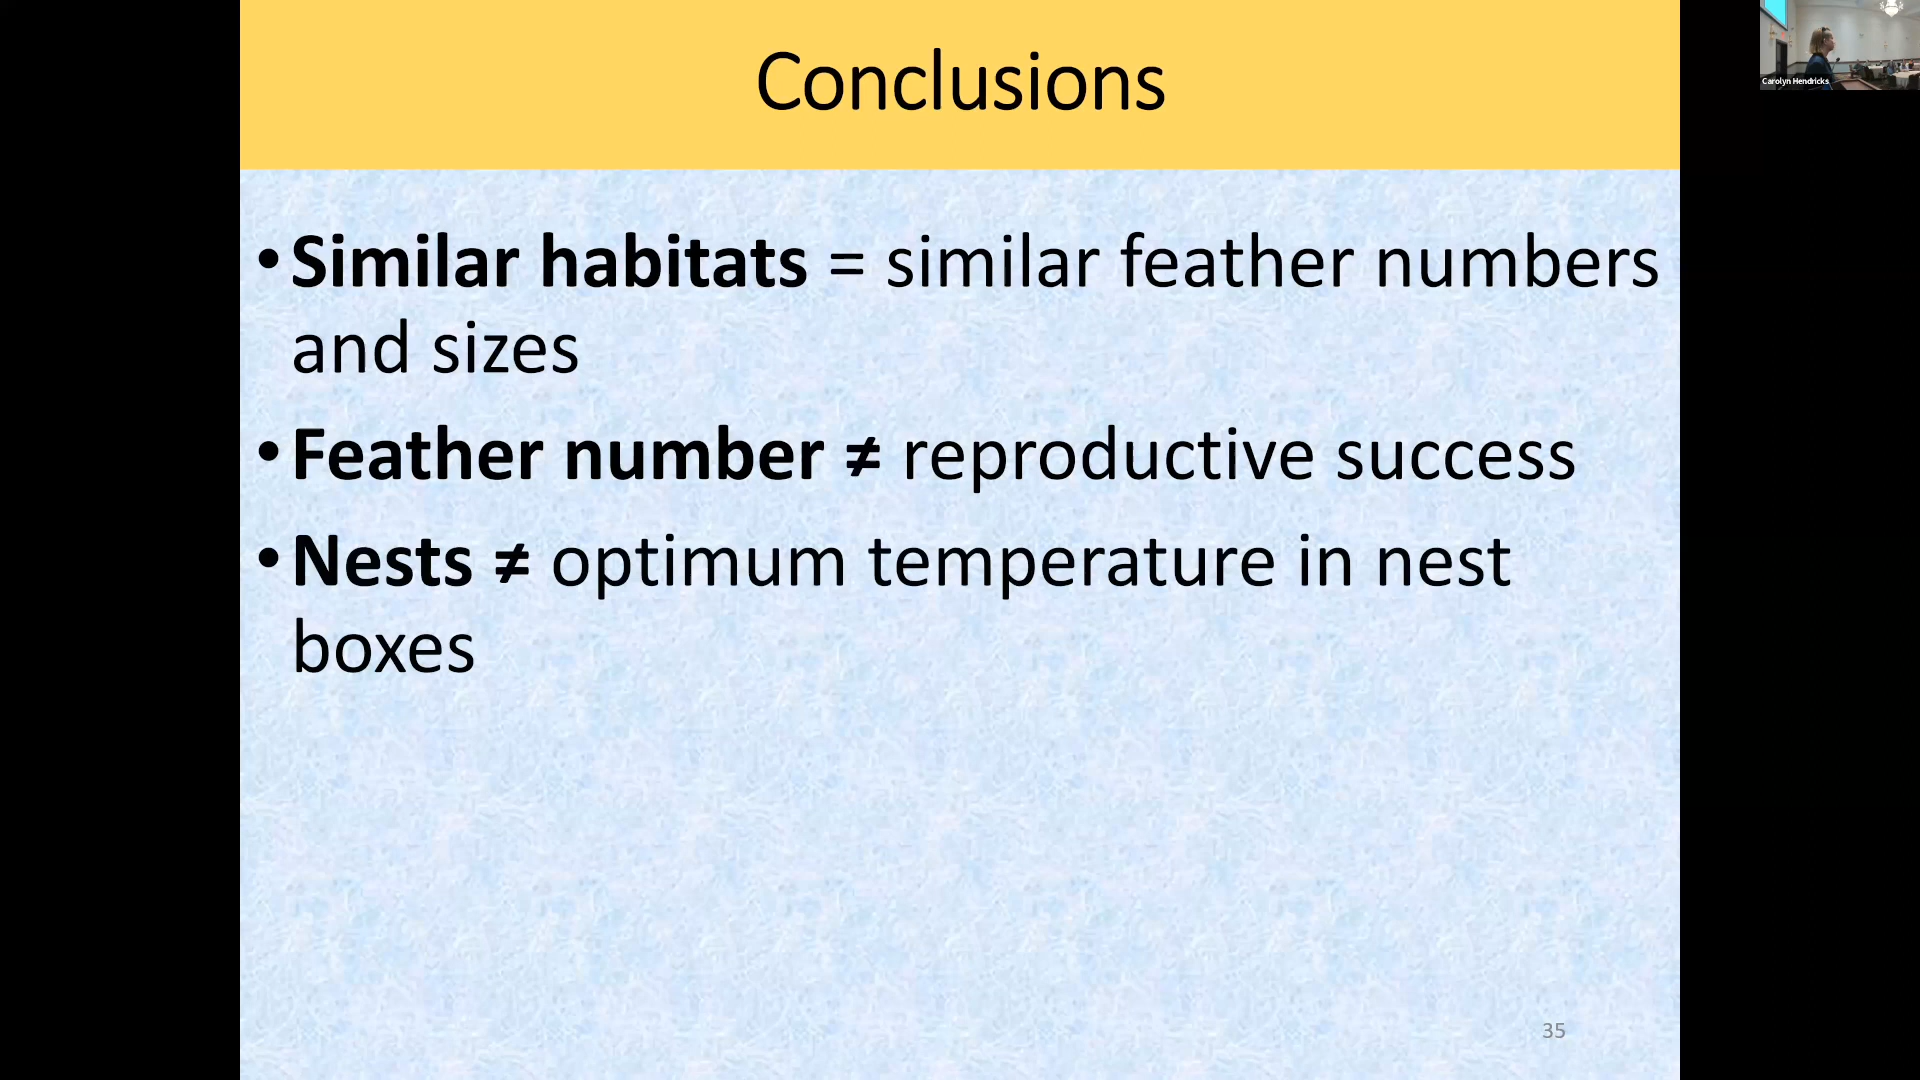 Conclusions
Carolyn Hendricks
•Similar habitats = similar feather numbers
and sizes
•Feather number ≠ reproductive success
•Nests ≠ optimum temperature in nest
boxes
35